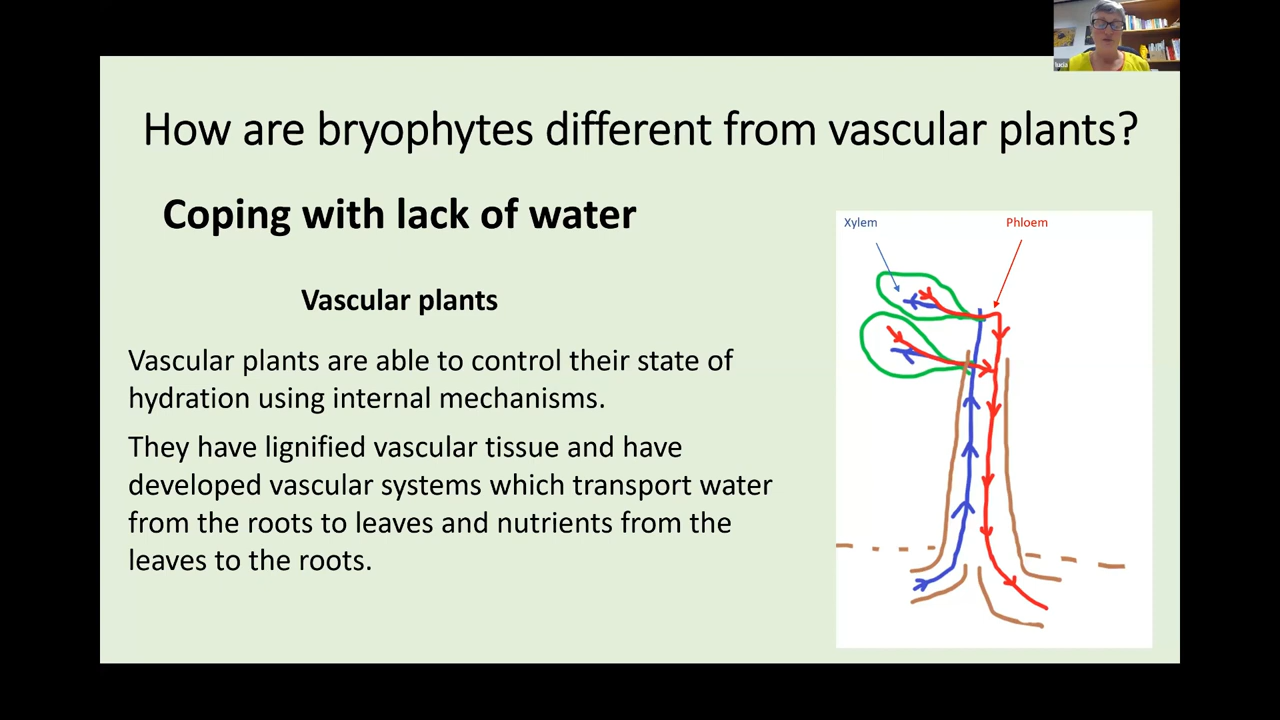 How are bryophytes different from vascular plants?
Coping with lack of water
Vascular plants
Vascular plants are able to control their state of
hydration using internal mechanisms.
They have lignified vascular tissue and have
developed vascular systems which transport water
from the roots to leaves and nutrients from the
leaves to the roots.
Xylem
Phloem